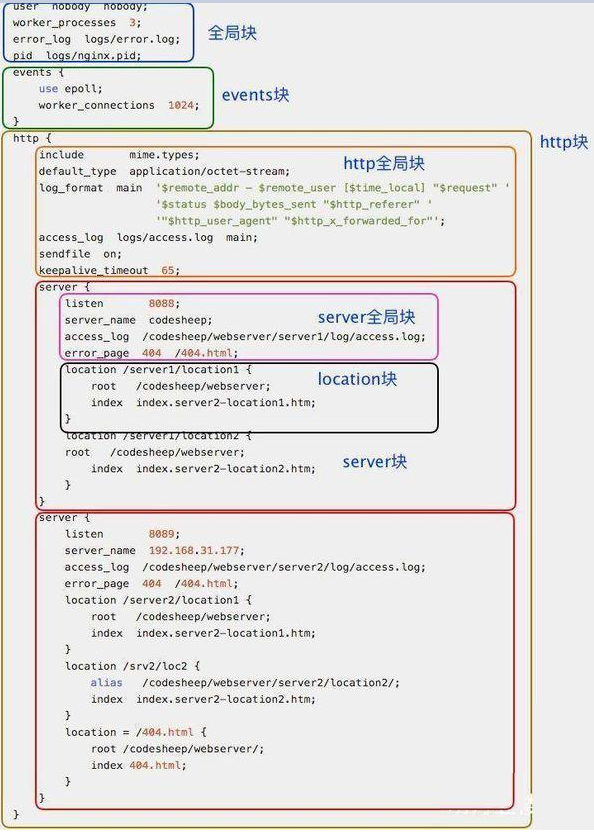 user  nobody  nobody;
worker_processes  3;
全局块
error_log  logs/error.log;
pid  logs/nginx.pid;
events {
use epoll;
events块
worker_connections  1024;
}
http {
http块
include       mime.types;
http全局块
default_type  application/octet-stream;
log_format  main  '$remote_addr - $remote_user [$time_local] "$request" '
'$status $body_bytes_sent "$http_referer" '
'"$http_user_agent" "$http_x_forwarded_for"';
access_log  logs/access.log  main;
sendfile  on;
keepalive_timeout  65;
server {
listen       8088;
server_name  codesheep;
server全局块
access_log  /codesheep/webserver/server1/log/access.log;
error_page  404  /404.html;
location /server1/location1 {
location块
root   /codesheep/webserver;
index  index.server2-location1.htm;
}
location /server1/location2 {
root   /codesheep/webserver;
server块
index  index.server2-location2.htm;
}
}
server {
listen       8089;
server_name  192.168.31.177;
access_log  /codesheep/webserver/server2/log/access.log;
error_page  404  /404.html;
location /server2/location1 {
root   /codesheep/webserver;
index  index.server2-location1.htm;
}
location /srv2/loc2 {
alias   /codesheep/webserver/server2/location2/;
index  index.server2-location2.htm;
}
location = /404.html {
root /codesheep/webserver/;
index 404.html;
}
}
}